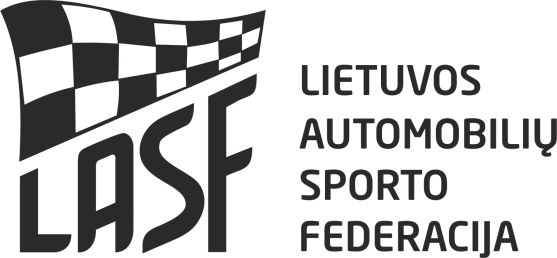 LASF
LIETUVOS
AUTOMOBILIŲ
SPORTO
FEDERACIJA